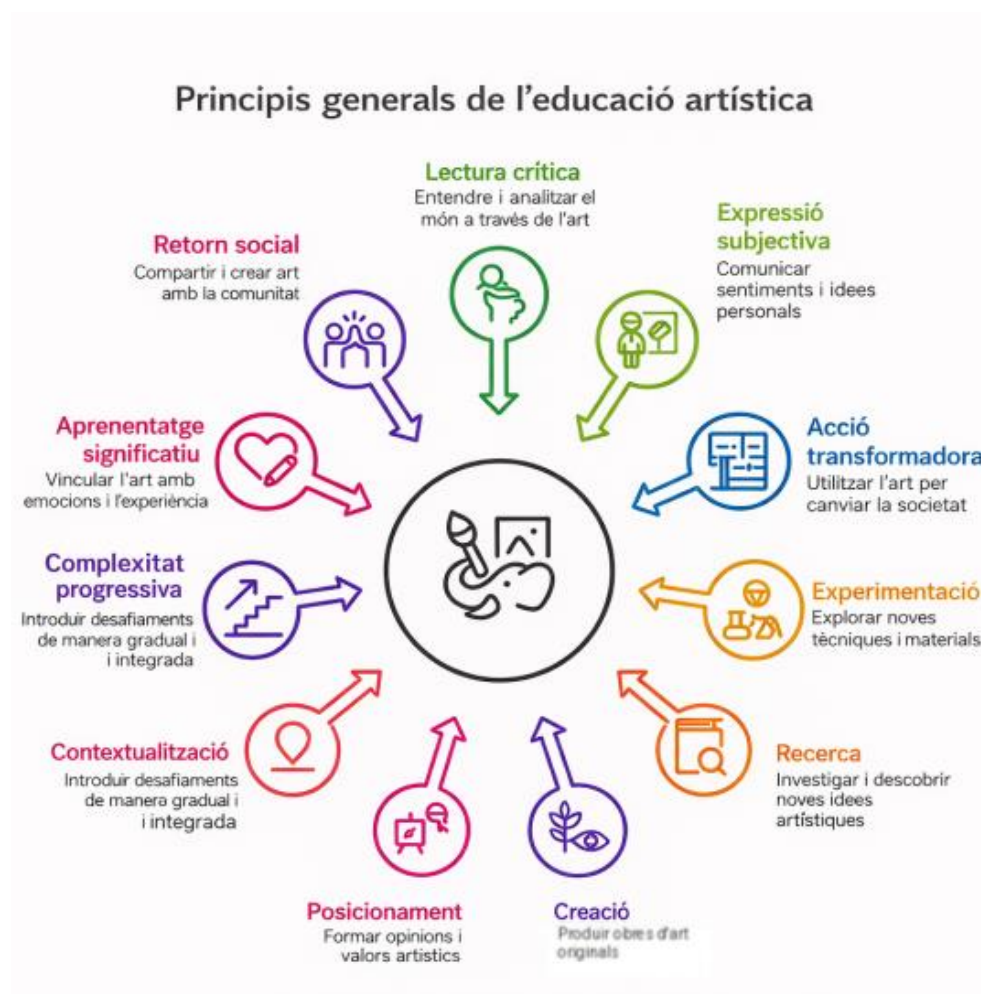 Principis generals de l'educació artística
Lectura crítica
Entendre i analitzar el
món a través de l'art
Expressió
subjectiva
Comunicar
sentiments i idees
personals
Acció
transformadora
Utilitzar l'art per
canviar la societat
Experimentació
Explorar noves
tècniques i materials
Recerca
Investigar i descobrir
noves idees
artístiques
Creació
Produir obres d'art
originals
Posicionament
Formar opinions i
valors artistics
Contextualització
Introduir desafiaments
de manera gradual i
i integrada
Complexitat
progressiva
Introduir desafiaments
de manera gradual i
i integrada
Aprenentatge
significatiu
Vincular l'art amb
emocions i l'experiència
Retorn social
Compartir i crear art
amb la comunitat